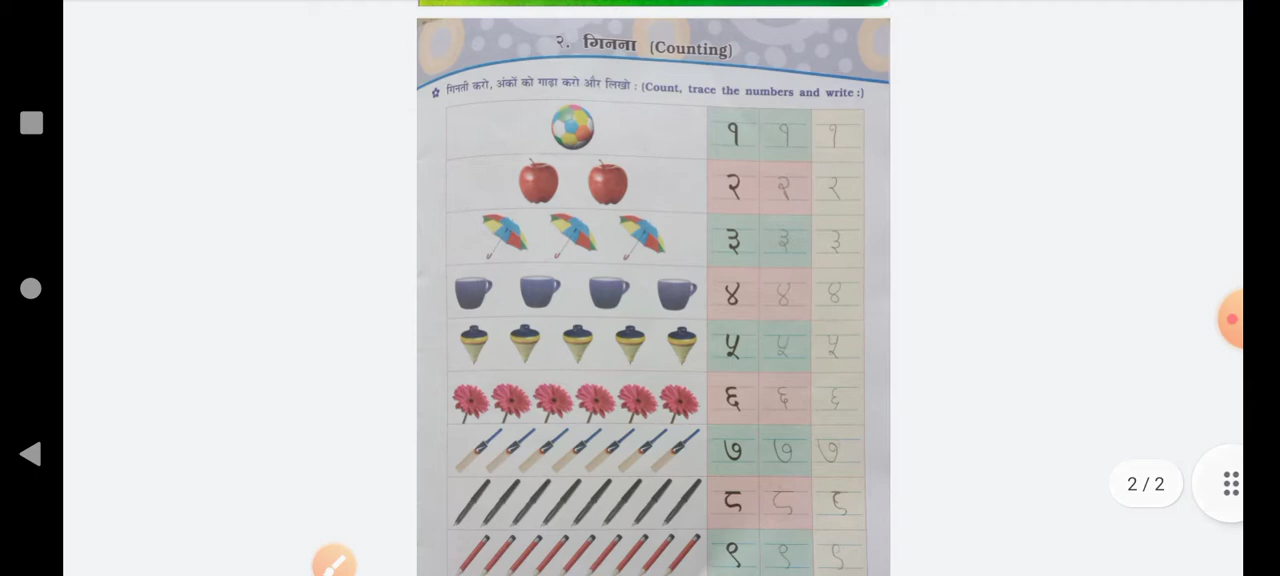 २. गिनना (Counting)
✿ गिनती करो, अंकों को गाढ़ा करो और लिखो : (Count, trace the numbers and write :)
१ १ १
२ २ २
३ ३ ३
४ ४ ४
५ ५ ५
६ ६ ६
७ ७ ७
८ ८ ८
९ ९ ९
2 / 2